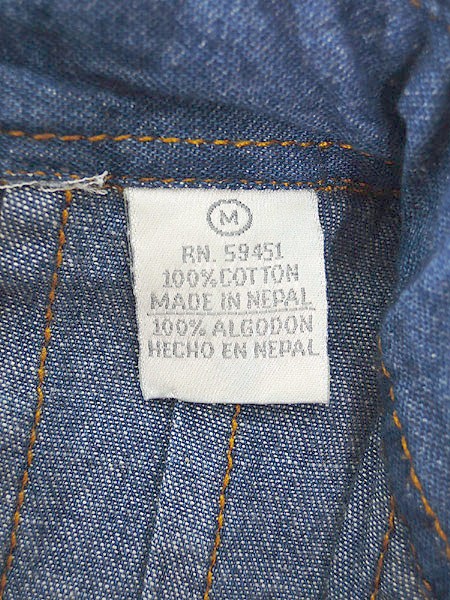 M
RN. 59451
100% COTTON
MADE IN NEPAL
100% ALGODON
HECHO EN NEPAL